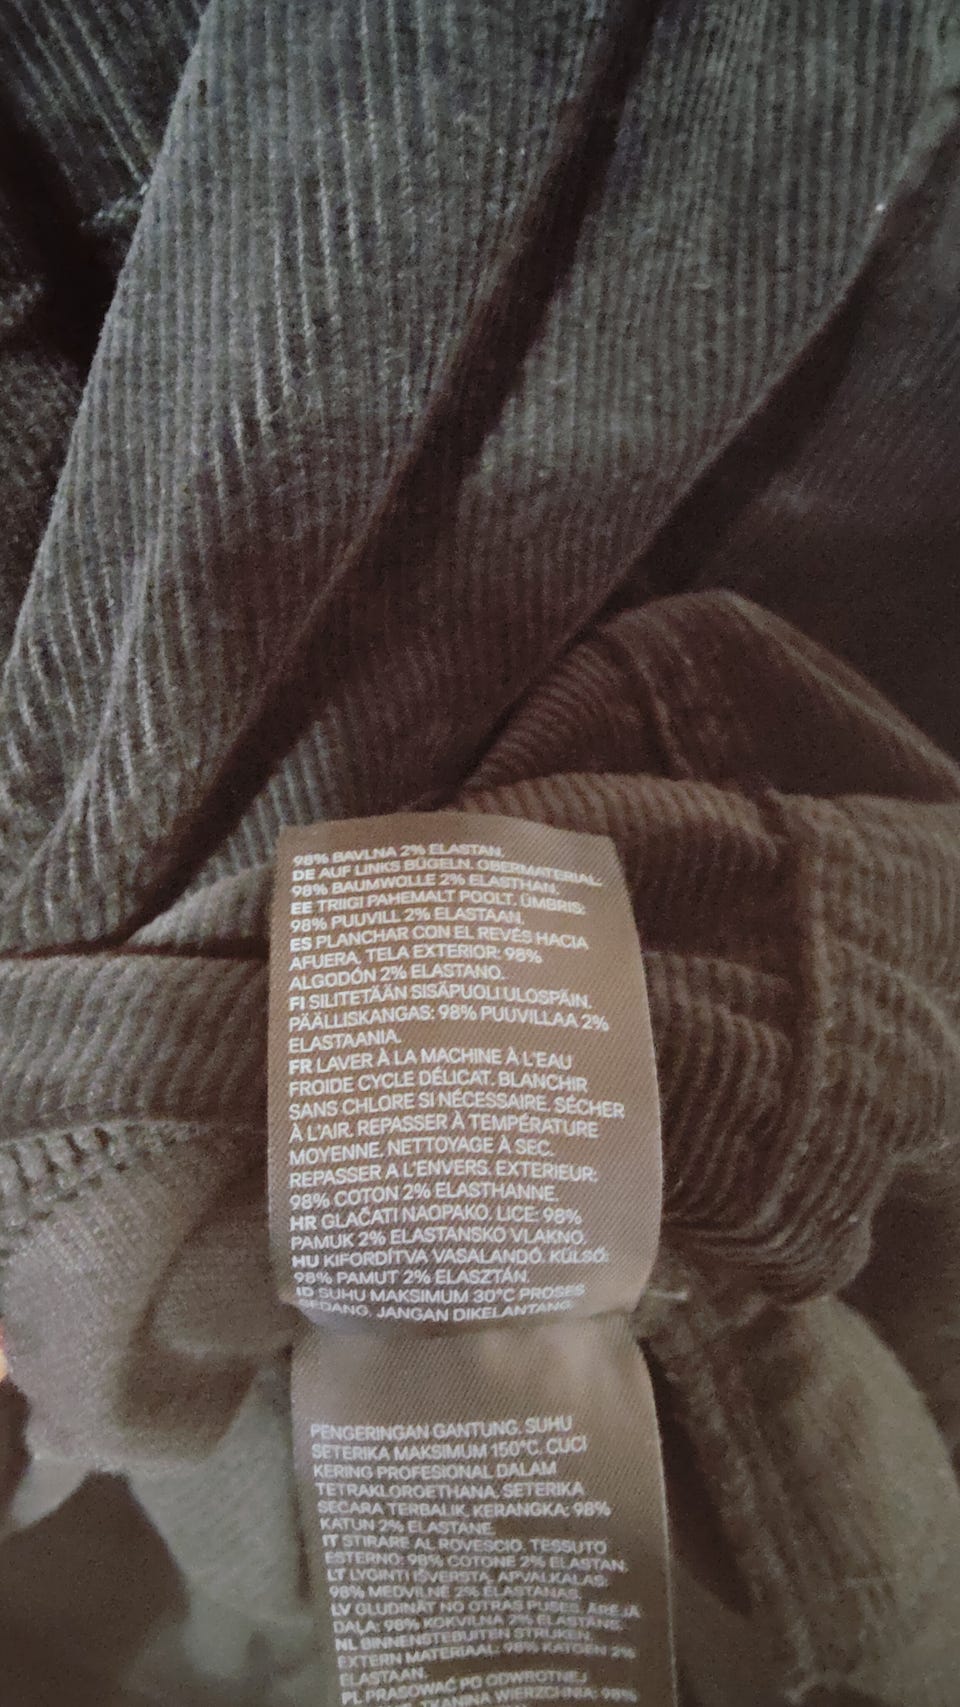 98% BAVLNA 2% ELASTAN.
DE AUF LINKS BÜGELN. OBERMATERIAL:
98% BAUMWOLLE 2% ELASTHAN.
EE TRIIGI PAHEMALT POOLT. ÜMBRIS:
98% PUUVILL 2% ELASTAAN.
ES PLANCHAR CON EL REVÉS HACIA
AFUERA. TELA EXTERIOR: 98%
ALGODÓN 2% ELASTANO.
FI SILITETÄÄN SISÄPUOLI ULOSPÄIN.
PÄÄLLISKANGAS: 98% PUUVILLAA 2%
ELASTAANIA.
FR LAVER À LA MACHINE À L'EAU
FROIDE CYCLE DÉLICAT. BLANCHIR
SANS CHLORE SI NÉCESSAIRE. SÉCHER
À L'AIR. REPASSER À TEMPÉRATURE
MOYENNE. NETTOYAGE À SEC.
REPASSER A L'ENVERS. EXTERIEUR:
98% COTON 2% ELASTHANNE.
HR GLAČATI NAOPAKO. LICE: 98%
PAMUK 2% ELASTANSKO VLAKNO.
HU KIFORDÍTVA VASALANDÓ. KÜLSŐ:
98% PAMUT 2% ELASZTÁN.
ID SUHU MAKSIMUM 30°C PROSES
SEDANG. JANGAN DIKELANTANG.
PENGERINGAN GANTUNG. SUHU
SETERIKA MAKSIMUM 150°C. CUCI
KERING PROFESIONAL DALAM
TETRAKLOROETHANA. SETERIKA
SECARA TERBALIK. KERANGKA: 98%
KATUN 2% ELASTANE.
IT STIRARE AL ROVESCIO. TESSUTO
ESTERNO: 98% COTONE 2% ELASTAN.
LT LYGINTI IŠVERSTĄ. APVALKALAS:
98% MEDVILNĖ 2% ELASTANAS.
LV GLUDINĀT NO OTRAS PUSES. ĀRĒJĀ
DAĻA: 98% KOKVILNA 2% ELASTĀNS.
NL BINNENSTEBUITEN STRIJKEN.
EXTERN MATERIAAL: 98% KATOEN 2%
ELASTAAN.
PL PRASOWAĆ PO ODWROTNEJ
TKANINA WIERZCHNIA: 98%